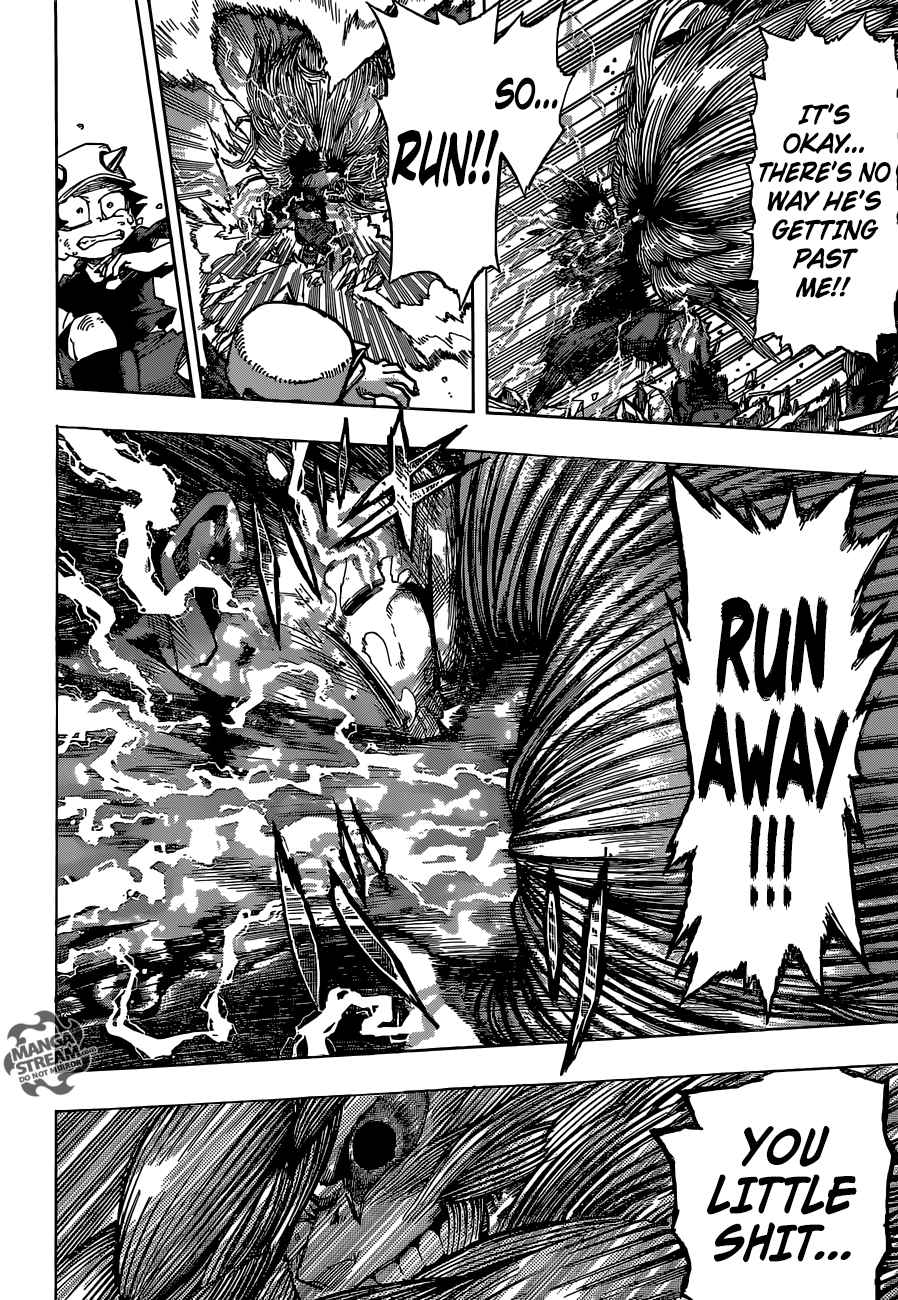 IT'S
OKAY...
THERE'S NO
WAY HE'S
GETTING
PAST
ME!!
SO...
RUN!!
RUN
AWAY
!!!
YOU
LITTLE
SHIT...
MANGA
STREAM
DO NOT MIRROR